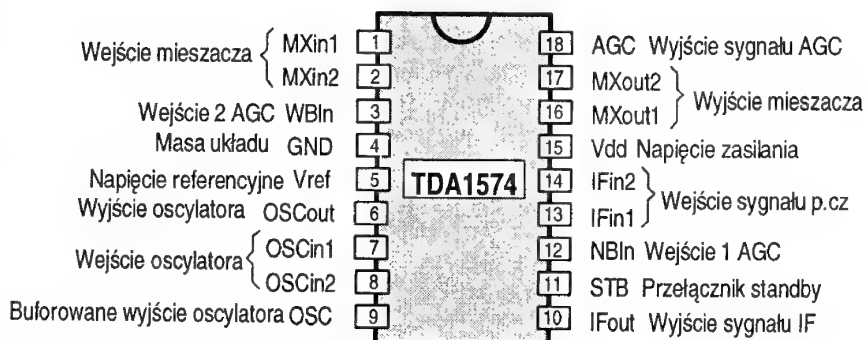 Wejście mieszacza
MXin1
1
MXin2
2
Wejście 2 AGC WBIn
3
Masa układu GND
4
Napięcie referencyjne Vref
5
Wyjście oscylatora OSCout
6
Wejście oscylatora
OSCin1
7
OSCin2
8
Buforowane wyjście oscylatora OSC
9
TDA1574
18
AGC Wyjście sygnału AGC
17
MXout2
16
MXout1
Wyjście mieszacza
15
Vdd Napięcie zasilania
14
IFin2
13
IFin1
Wejście sygnału p.cz
12
NBIn Wejście 1 AGC
11
STB Przełącznik standby
10
IFout Wyjście sygnału IF